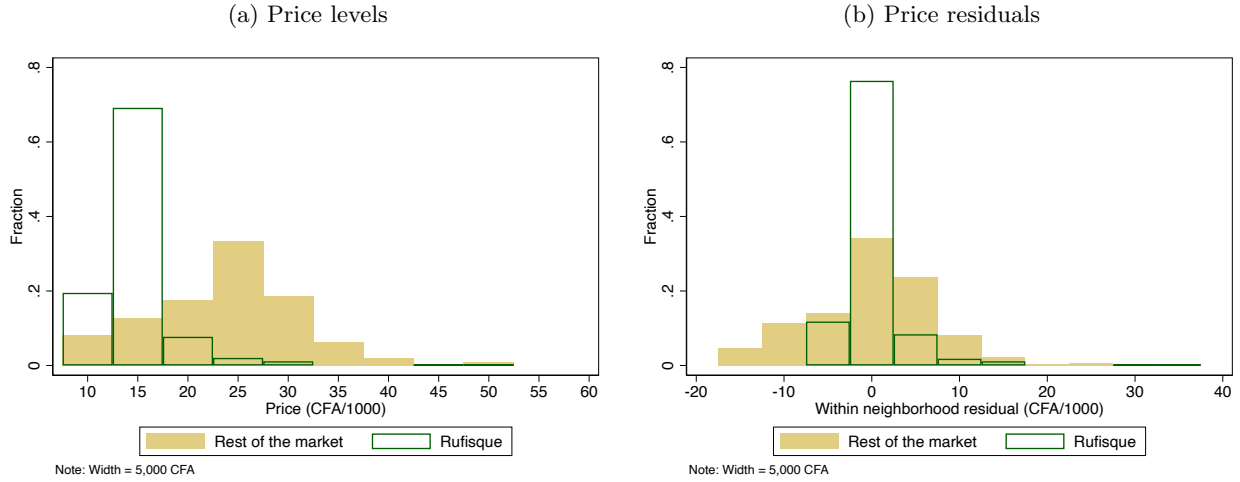 (a) Price levels
Fraction
.8
.6
.4
.2
0
10 15 20 25 30 35 40 45 50 55 60
Price (CFA/1000)
Rest of the market Rufisque
Note: Width = 5,000 CFA
(b) Price residuals
Fraction
.8
.6
.4
.2
0
-20 -10 0 10 20 30 40
Within neighborhood residual (CFA/1000)
Rest of the market Rufisque
Note: Width = 5,000 CFA